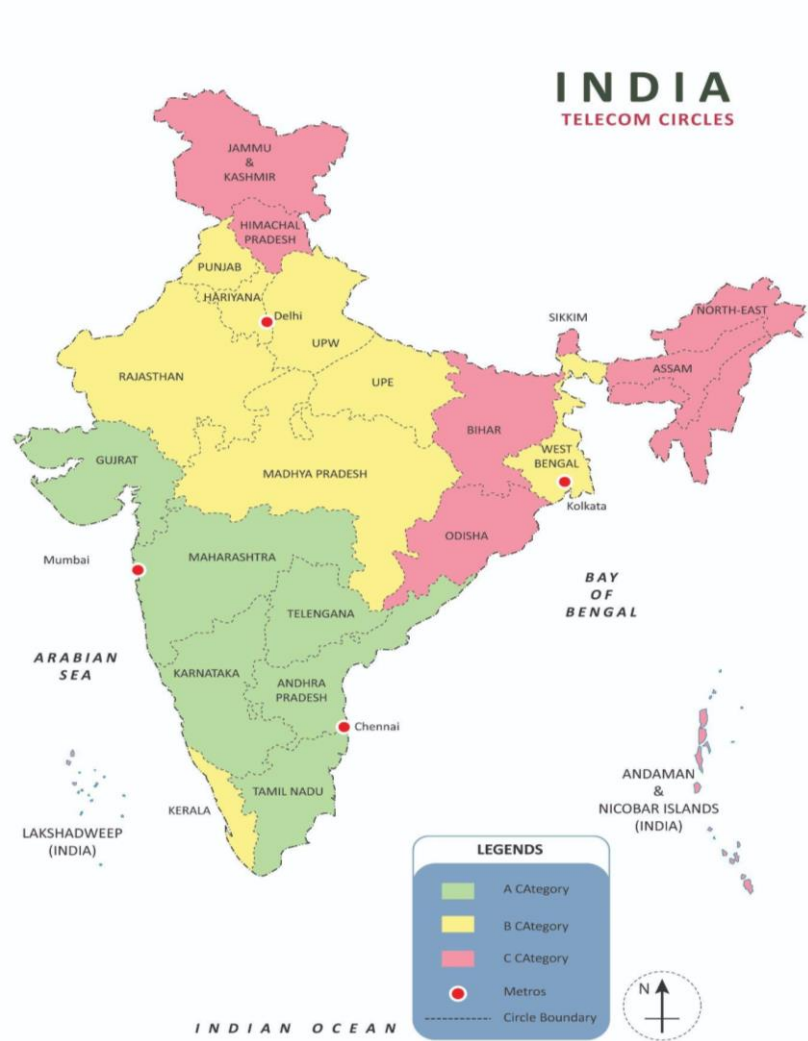 INDIA
TELECOM CIRCLES
JAMMU
&
KASHMIR
HIMACHAL
PRADESH
PUNJAB
HARIYANA
Delhi
UPW
RAJASTHAN
UPE
SIKKIM
NORTH-EAST
ASSAM
BIHAR
WEST
BENGAL
Kolkata
GUJRAT
MADHYA PRADESH
ODISHA
Mumbai
MAHARASHTRA
TELENGANA
BAY
OF
BENGAL
ARABIAN
SEA
KARNATAKA
ANDHRA
PRADESH
Chennai
TAMIL NADU
KERALA
LAKSHADWEEP
(INDIA)
ANDAMAN
&
NICOBAR ISLANDS
(INDIA)
LEGENDS
A CAtegory
B CAtegory
C CAtegory
Metros
Circle Boundary
N
INDIAN OCEAN